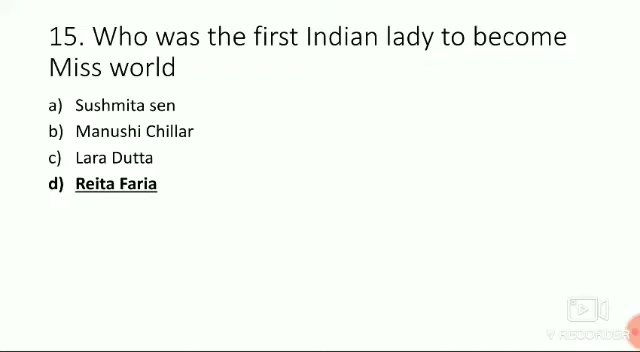 15. Who was the first Indian lady to become
Miss world
a) Sushmita sen
b) Manushi Chillar
c) Lara Dutta
d) Reita Faria
V RECORDER